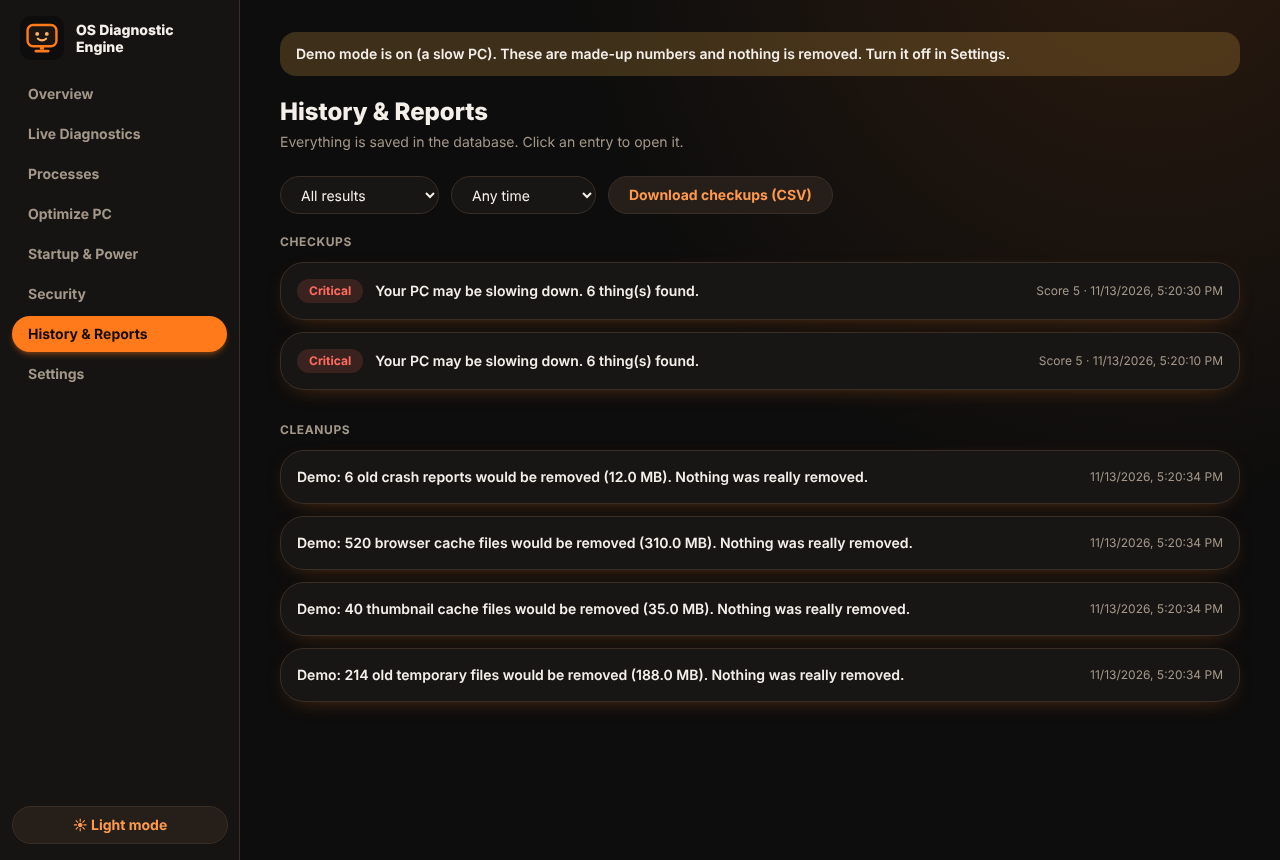 OS Diagnostic
Engine
Overview
Live Diagnostics
Processes
Optimize PC
Startup & Power
Security
History & Reports
Settings
☀ Light mode
Demo mode is on (a slow PC). These are made-up numbers and nothing is removed. Turn it off in Settings.
History & Reports
Everything is saved in the database. Click an entry to open it.
All results
Any time
Download checkups (CSV)
CHECKUPS
Critical Your PC may be slowing down. 6 thing(s) found. Score 5 · 11/13/2026, 5:20:30 PM
Critical Your PC may be slowing down. 6 thing(s) found. Score 5 · 11/13/2026, 5:20:10 PM
CLEANUPS
Demo: 6 old crash reports would be removed (12.0 MB). Nothing was really removed. 11/13/2026, 5:20:34 PM
Demo: 520 browser cache files would be removed (310.0 MB). Nothing was really removed. 11/13/2026, 5:20:34 PM
Demo: 40 thumbnail cache files would be removed (35.0 MB). Nothing was really removed. 11/13/2026, 5:20:34 PM
Demo: 214 old temporary files would be removed (188.0 MB). Nothing was really removed. 11/13/2026, 5:20:34 PM